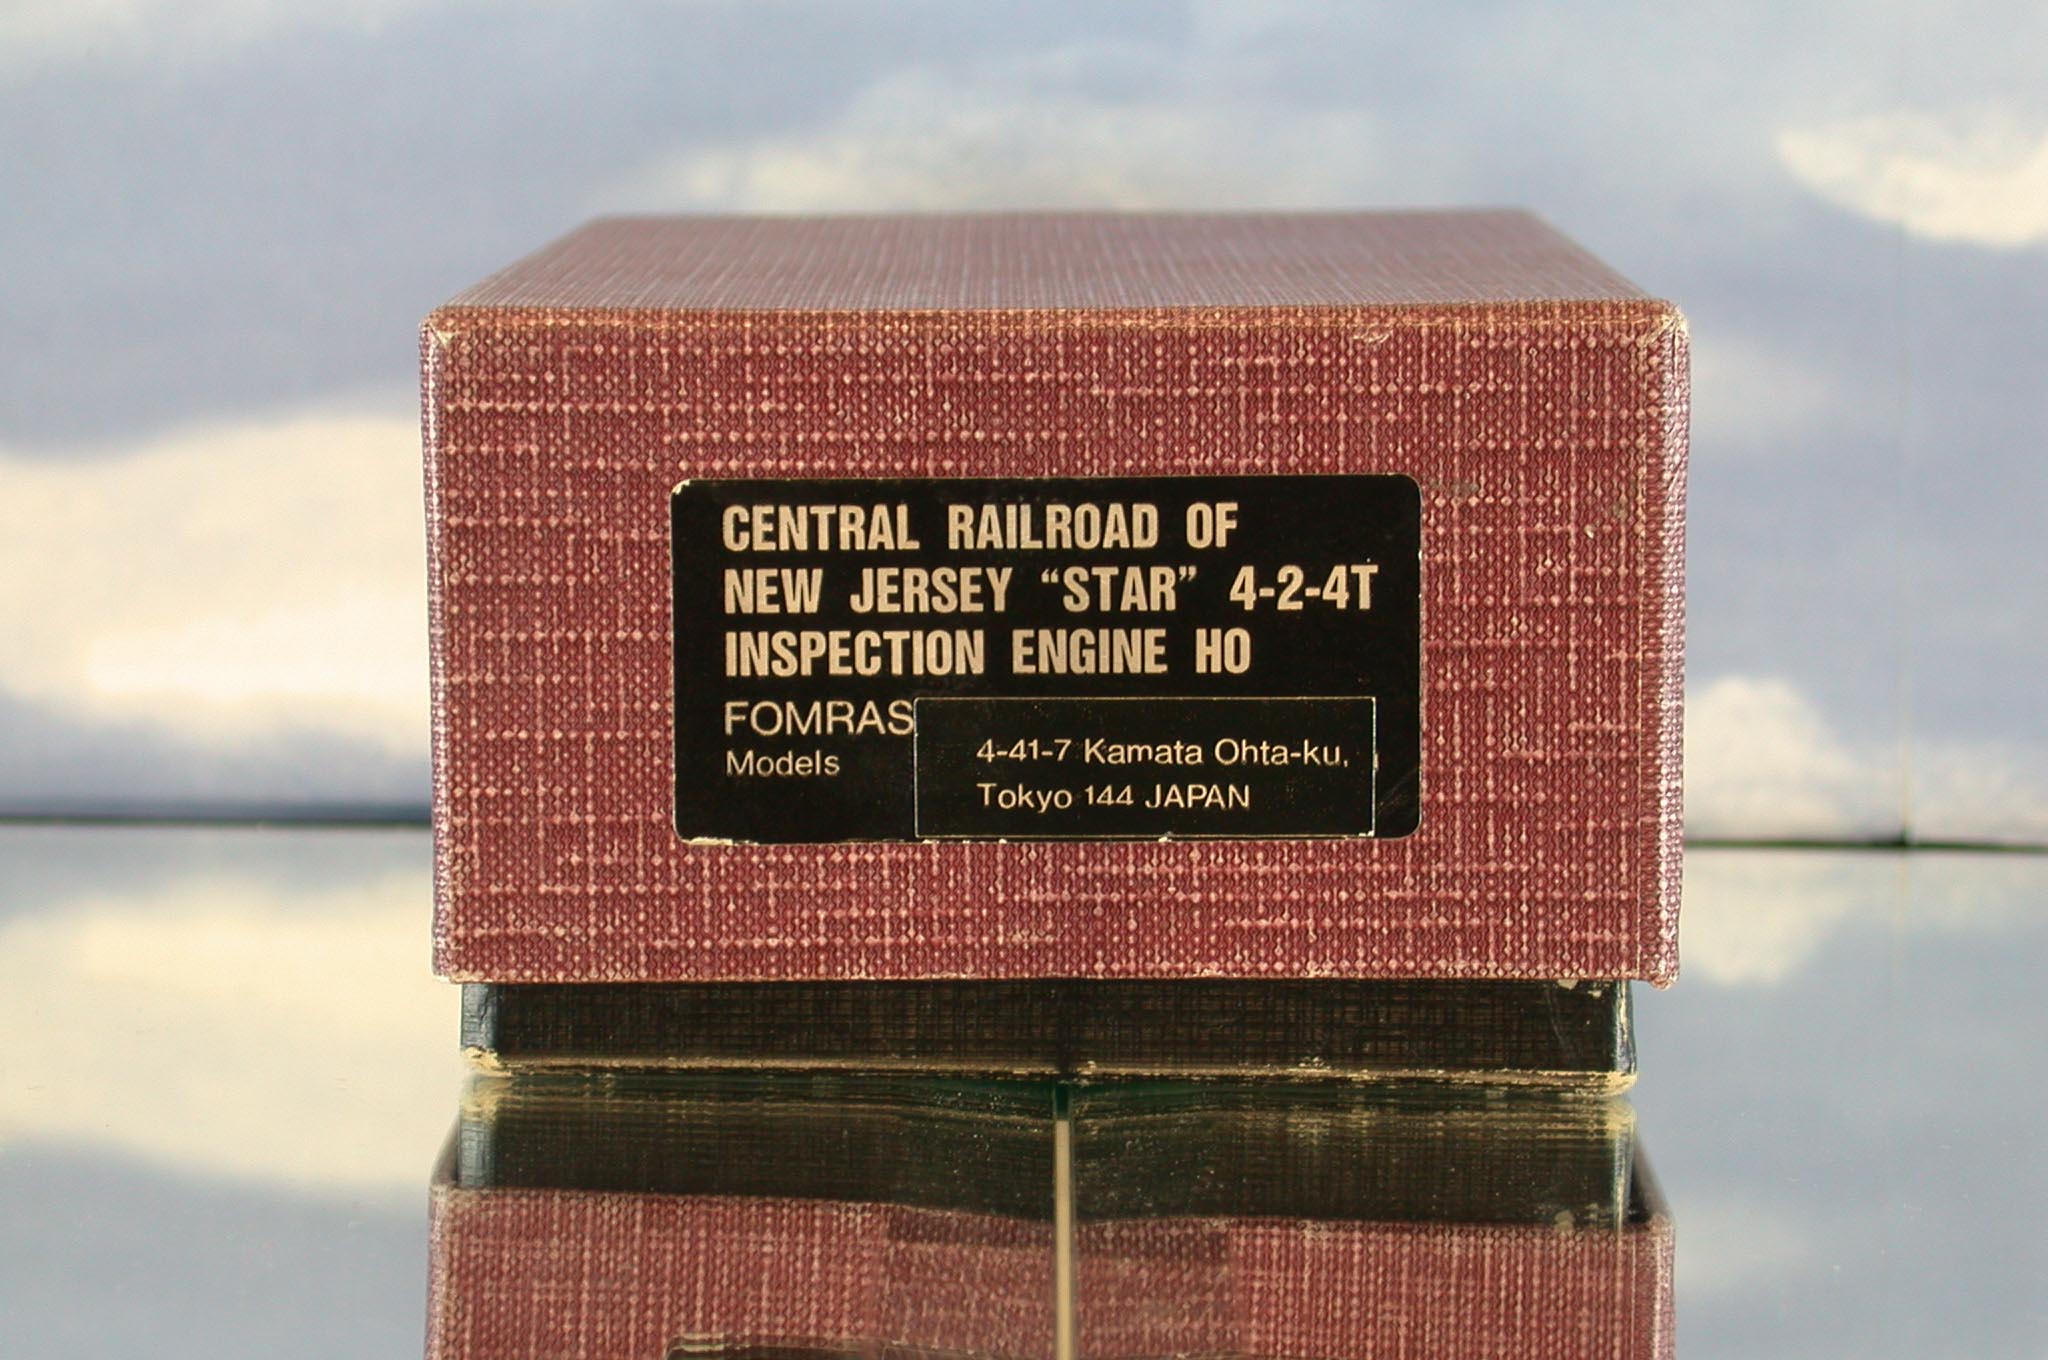 CENTRAL RAILROAD OF
NEW JERSEY “STAR” 4-2-4T
INSPECTION ENGINE HO
FOMRAS
Models
4-41-7 Kamata Ohta-ku,
Tokyo 144 JAPAN